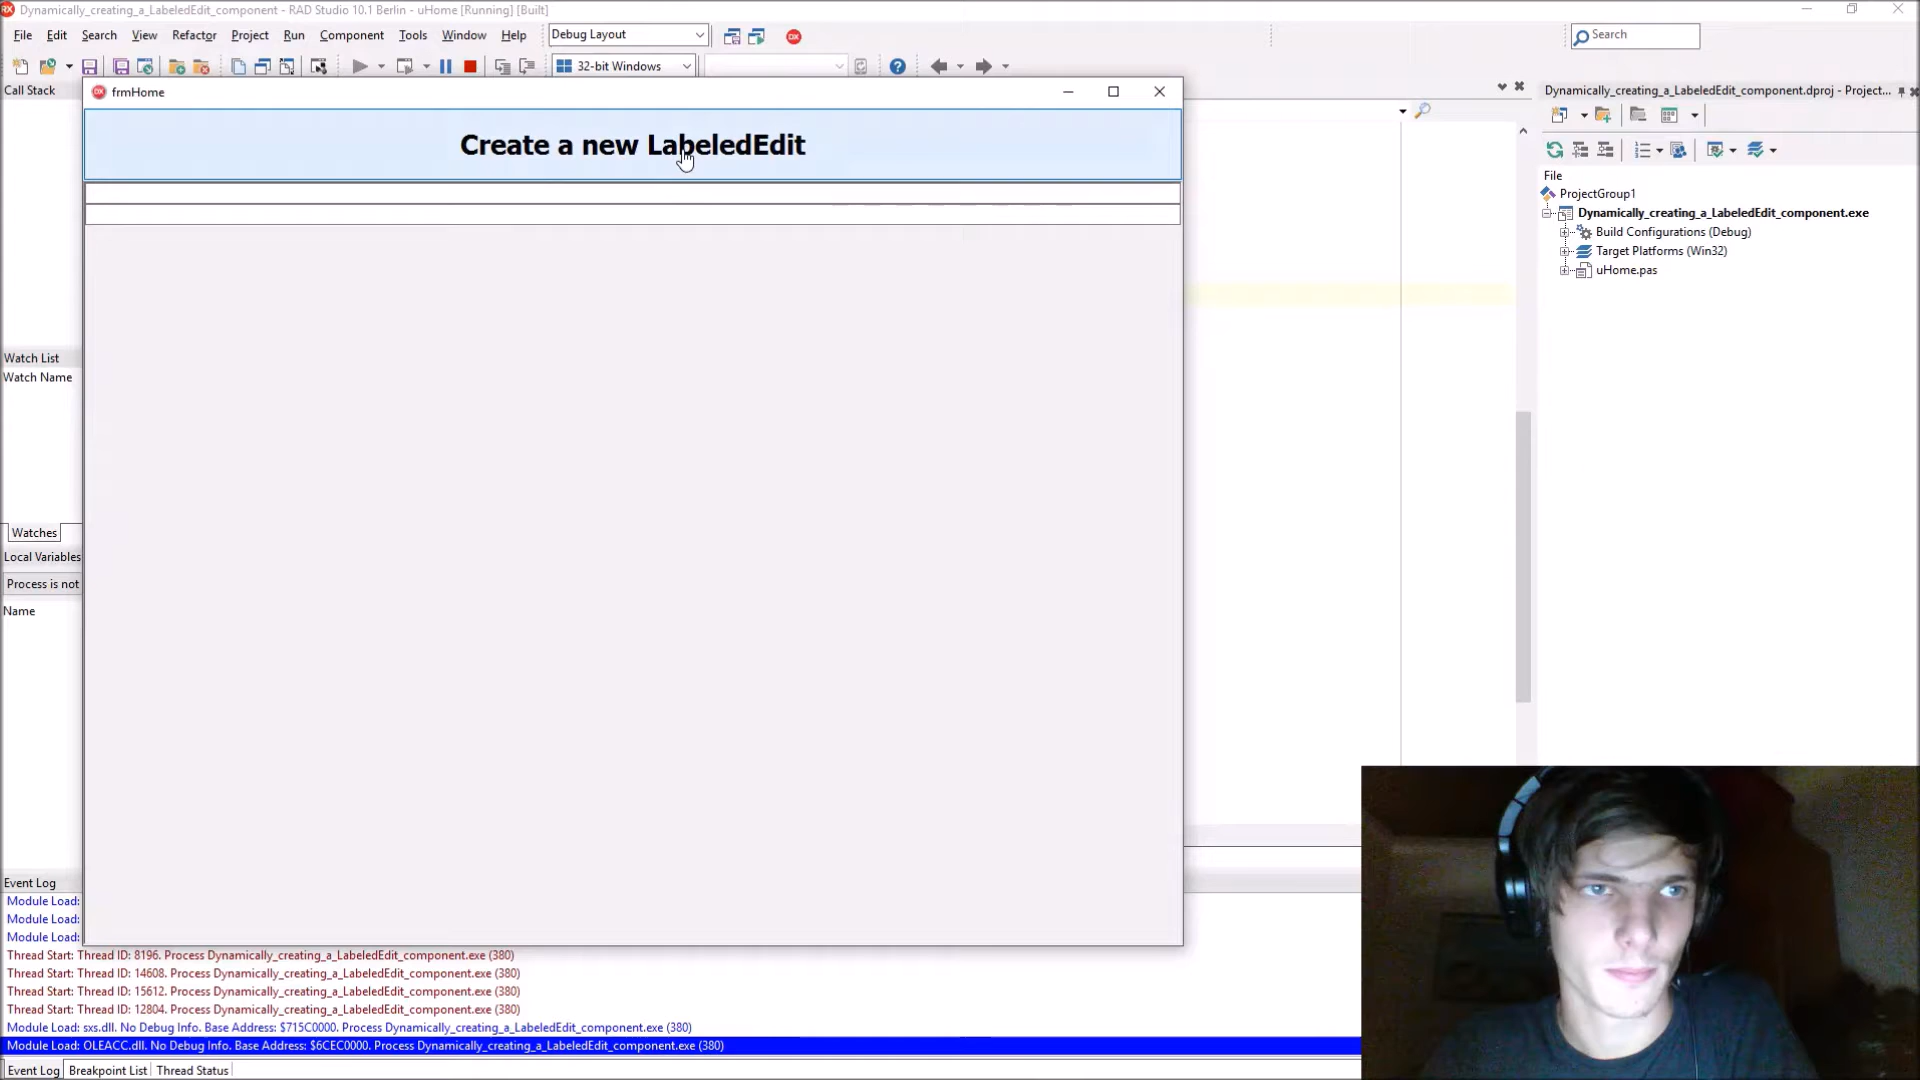 Dynamically_creating_a_LabeledEdit_component - RAD Studio 10.1 Berlin - uHome [Running] [Built]
File Edit Search View Refactor Project Run Component Tools Window Help Debug Layout Search
32-bit Windows
Call Stack
Dynamically_creating_a_LabeledEdit_component.dproj - Project...
frmHome
Create a new LabeledEdit
File
ProjectGroup1
Dynamically_creating_a_LabeledEdit_component.exe
Build Configurations (Debug)
Target Platforms (Win32)
uHome.pas
Watch List
Watch Name
Watches
Local Variables
Process is not
Name
Event Log
Module Load:
Module Load:
Module Load:
Thread Start: Thread ID: 8196. Process Dynamically_creating_a_LabeledEdit_component.exe (380)
Thread Start: Thread ID: 14608. Process Dynamically_creating_a_LabeledEdit_component.exe (380)
Thread Start: Thread ID: 15612. Process Dynamically_creating_a_LabeledEdit_component.exe (380)
Thread Start: Thread ID: 12804. Process Dynamically_creating_a_LabeledEdit_component.exe (380)
Module Load: sxs.dll. No Debug Info. Base Address: $715C0000. Process Dynamically_creating_a_LabeledEdit_component.exe (380)
Module Load: OLEACC.dll. No Debug Info. Base Address: $6CEC0000. Process Dynamically_creating_a_LabeledEdit_component.exe (380)
Event Log Breakpoint List Thread Status